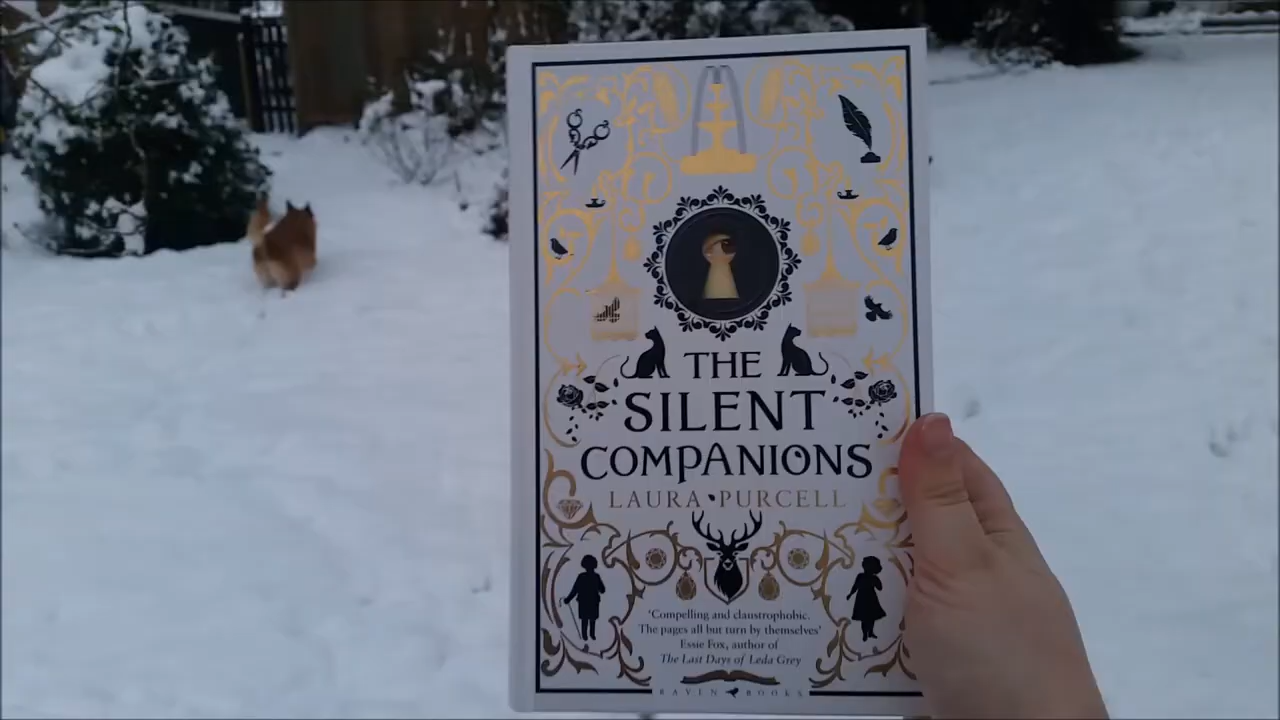 THE
SILENT
COMPANIONS
LAURA PURCELL
‘Compelling and claustrophobic.
The pages all but turn by themselves’
Essie Fox, author of
The Last Days of Leda Grey
RAVEN BOOKS